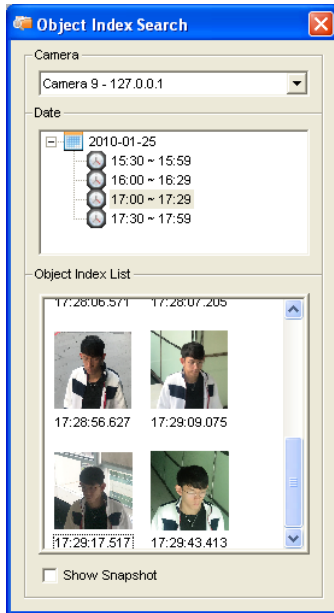 Object Index Search
Camera
Camera 9 - 127.0.0.1
Date
2010-01-25
15:30 ~ 15:59
16:00 ~ 16:29
17:00 ~ 17:29
17:30 ~ 17:59
Object Index List
17:28:06.571 17:28:07.205
17:28:56.627 17:29:09.075
17:29:17.517 17:29:43.413
Show Snapshot